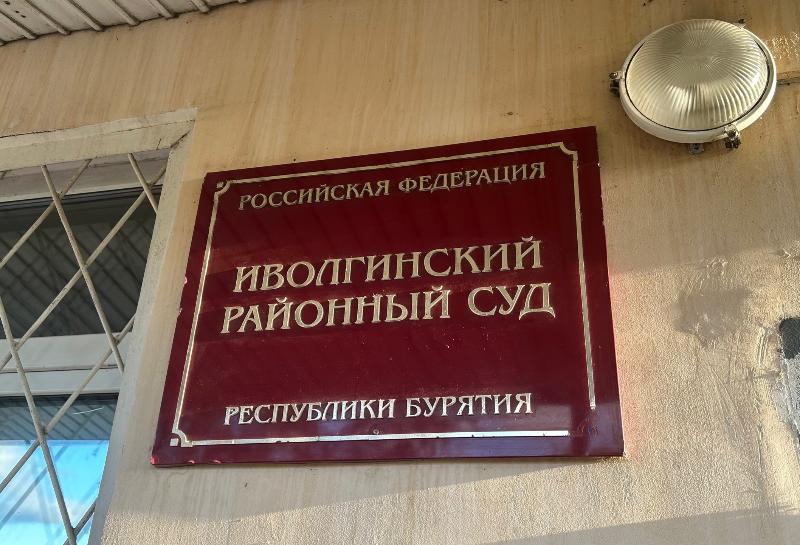 РОССИЙСКАЯ ФЕДЕРАЦИЯ
ИВОЛГИНСКИЙ
РАЙОННЫЙ СУД
РЕСПУБЛИКИ БУРЯТИЯ